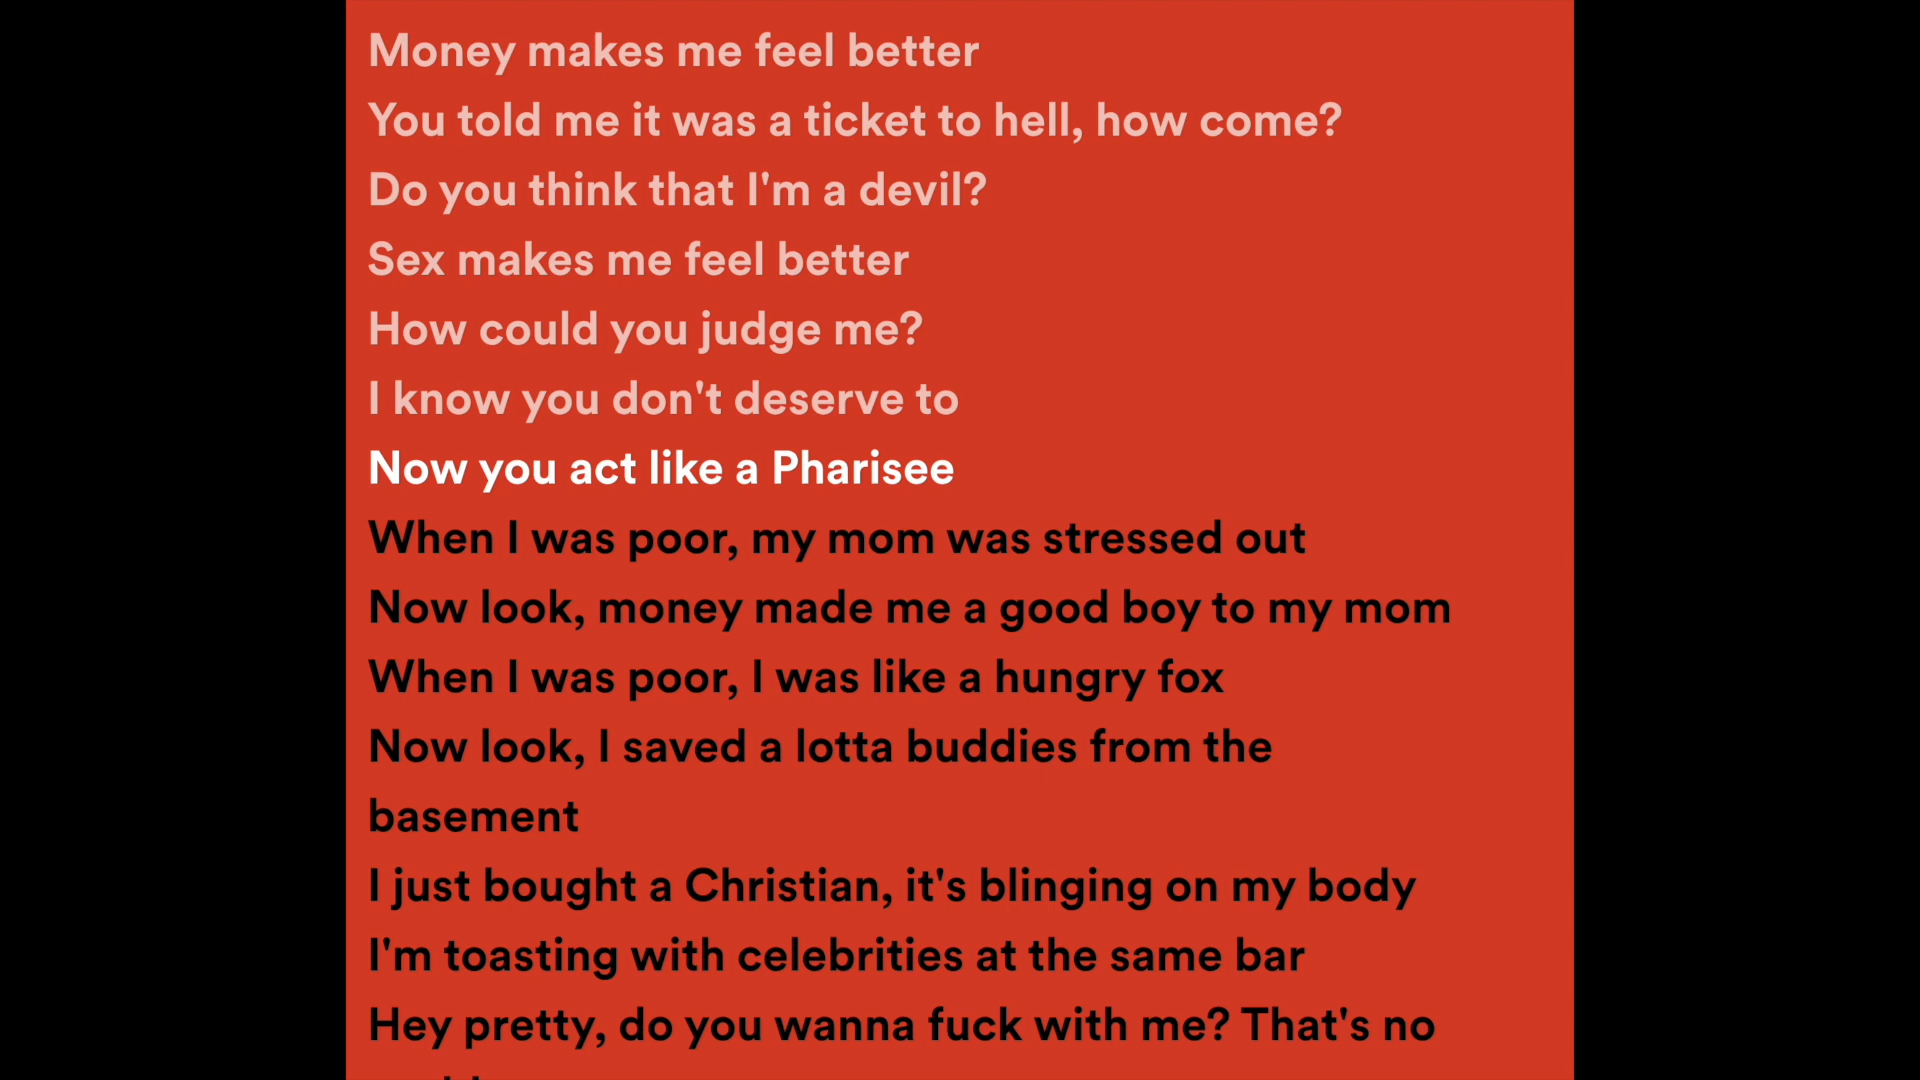 Money makes me feel better
You told me it was a ticket to hell, how come?
Do you think that I'm a devil?
Sex makes me feel better
How could you judge me?
I know you don't deserve to
Now you act like a Pharisee
When I was poor, my mom was stressed out
Now look, money made me a good boy to my mom
When I was poor, I was like a hungry fox
Now look, I saved a lotta buddies from the
basement
I just bought a Christian, it's blinging on my body
I'm toasting with celebrities at the same bar
Hey pretty, do you wanna fuck with me? That's no